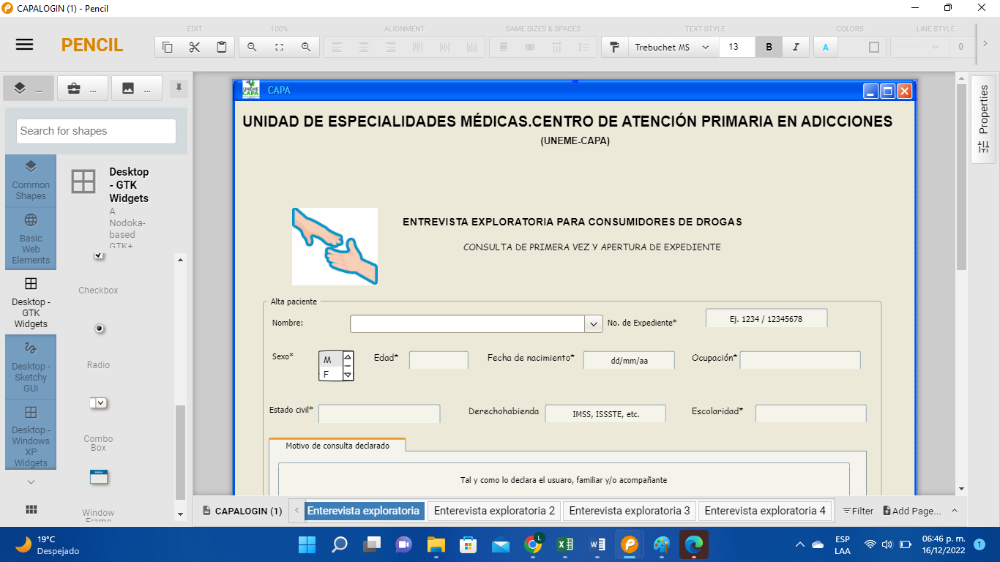 CAPALOGIN (1) - Pencil
PENCIL
EDIT
100%
ALIGNMENT
SAME SIZES & SPACES
TEXT STYLE
COLORS
LINE STYLE
Trebuchet MS
13
B
I
A
0
...
...
...
Search for shapes
Common Shapes
Basic Web Elements
Desktop - GTK Widgets
Desktop - Sketchy GUI
Desktop - Windows XP Widgets
Desktop - GTK Widgets
A Nodoka-based GTK+
Checkbox
Radio
Combo Box
Window Frame
UNEME CAPA
CAPA
UNIDAD DE ESPECIALIDADES MÉDICAS.CENTRO DE ATENCIÓN PRIMARIA EN ADICCIONES
(UNEME-CAPA)
ENTREVISTA EXPLORATORIA PARA CONSUMIDORES DE DROGAS
CONSULTA DE PRIMERA VEZ Y APERTURA DE EXPEDIENTE
Alta paciente
Nombre:
No. de Expediente*
Ej. 1234 / 12345678
Sexo*
M
F
Edad*
Fecha de nacimiento*
dd/mm/aa
Ocupación*
Estado civil*
Derechohabienda
IMSS, ISSSTE, etc.
Escolaridad*
Motivo de consulta declarado
Tal y como lo declara el usuaro, familiar y/o acompañante
Properties
CAPALOGIN (1)
Enterevista exploratoria
Enterevista exploratoria 2
Enterevista exploratoria 3
Enterevista exploratoria 4
Filter
Add Page...
19°C
Despejado
L
ESP
LAA
06:46 p. m.
16/12/2022
1